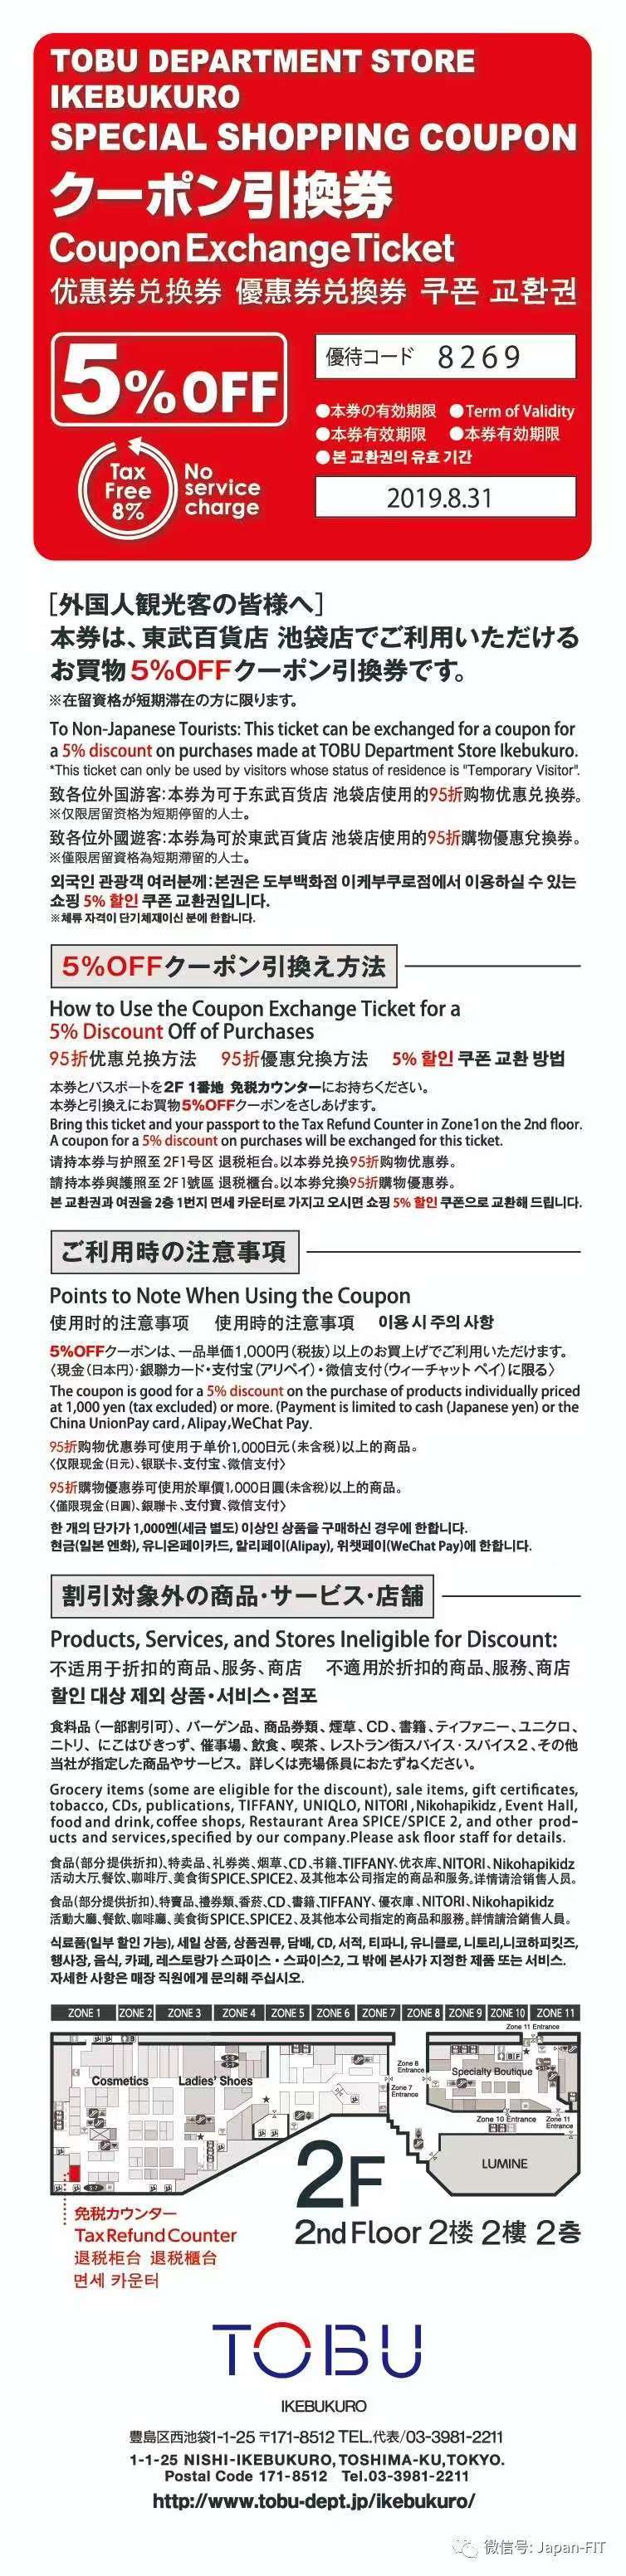 TOBU DEPARTMENT STORE
IKEBUKURO
SPECIAL SHOPPING COUPON
クーポン引換券
Coupon Exchange Ticket
优惠券兑换券 優惠券兌換券 쿠폰 교환권
5%OFF
優待コード 8269
●本券の有効期限 ●Term of Validity
●本券有效期限 ●本券有効期限
●본 교환권의 유효 기간
2019.8.31
Tax Free 8%
No service charge
[外国人観光客の皆様へ]
本券は、東武百貨店 池袋店でご利用いただける
お買物5%OFFクーポン引換券です。
※在留資格が短期滞在の方に限ります。
To Non-Japanese Tourists: This ticket can be exchanged for a coupon for
a 5% discount on purchases made at TOBU Department Store Ikebukuro.
*This ticket can only be used by visitors whose status of residence is "Temporary Visitor".
致各位外国游客:本券为可于东武百货店 池袋店使用的95折购物优惠兑换券。
※仅限居留资格为短期停留的人士。
致各位外國遊客:本券為可於東武百貨店 池袋店使用的95折購物優惠兌換券。
※僅限居留資格為短期滯留的人士。
외국인 관광객 여러분께:본권은 도부백화점 이케부쿠로점에서 이용하실 수 있는
쇼핑 5% 할인 쿠폰 교환권입니다.
※체류 자격이 단기체재이신 분에 한합니다.
5%OFFクーポン引換え方法
How to Use the Coupon Exchange Ticket for a
5% Discount Off of Purchases
95折优惠兑换方法 95折優惠兌換方法 5% 할인 쿠폰 교환 방법
本券とパスポートを2F 1番地 免税カウンターにお持ちください。
本券と引換えにお買物5%OFFクーポンをさしあげます。
Bring this ticket and your passport to the Tax Refund Counter in Zone1on the 2nd floor.
A coupon for a 5% discount on purchases will be exchanged for this ticket.
请持本券与护照至2F1号区 退税柜台。以本券兑换95折购物优惠券。
請持本券與護照至2F1號區 退税櫃台。以本券兌換95折購物優惠券。
본 교환권과 여권을 2층 1번지 면세 카운터로 가지고 오시면 쇼핑 5% 할인 쿠폰으로 교환해 드립니다.
ご利用時の注意事項
Points to Note When Using the Coupon
使用时的注意事项 使用時的注意事項 이용 시 주의 사항
5%OFFクーポンは、一品単価1,000円(税抜)以上のお買上げでご利用いただけます。
〈現金(日本円)・銀聯カード・支付宝(アリペイ)・微信支付(ウィーチャット ペイ)に限る〉
The coupon is good for a 5% discount on the purchase of products individually priced
at 1,000 yen (tax excluded) or more. (Payment is limited to cash (Japanese yen) or the
China UnionPay card, Alipay,WeChat Pay.
95折购物优惠券可使用于单价1,000日元(未含税)以上的商品。
〈仅限现金(日元)、银联卡、支付宝、微信支付〉
95折購物優惠券可使用於單價1,000日圓(未含稅)以上的商品。
〈僅限現金(日圓)、銀聯卡、支付寶、微信支付〉
한 개의 단가가 1,000엔(세금 별도) 이상인 상품을 구매하신 경우에 한합니다.
현금(일본 엔화), 유니온페이카드, 알리페이(Alipay), 위챗페이(WeChat Pay)에 한합니다.
割引対象外の商品・サービス・店舗
Products, Services, and Stores Ineligible for Discount:
不适用于折扣的商品、服务、商店 不適用於折扣的商品、服務、商店
할인 대상 제외 상품・서비스・점포
食料品(一部割引可)、バーゲン品、商品券類、煙草、CD、書籍、ティファニー、ユニクロ、
ニトリ、にこはぴきっず、催事場、飲食、喫茶、レストラン街スパイス・スパイス2、その他
当社が指定した商品やサービス。詳しくは売場係員におたずねください。
Grocery items (some are eligible for the discount), sale items, gift certificates,
tobacco, CDs, publications, TIFFANY, UNIQLO, NITORI, Nikohapikidz, Event Hall,
food and drink, coffee shops, Restaurant Area SPICE/SPICE 2, and other prod-
ucts and services,specified by our company.Please ask floor staff for details.
食品(部分提供折扣)、特卖品、礼券类、烟草、CD、书籍、TIFFANY、优衣库、NITORI、Nikohapikidz
活动大厅、餐饮、咖啡厅、美食街SPICE、SPICE2、及其他本公司指定的商品和服务。详情请洽销售人员。
食品(部分提供折扣)、特賣品、禮券類、香菸、CD、書籍、TIFFANY、優衣庫、NITORI、Nikohapikidz
活動大廳、餐飲、咖啡廳、美食街SPICE、SPICE2、及其他本公司指定的商品和服務。詳情請洽銷售人員。
식료품(일부 할인 가능), 세일 상품, 상품권류, 담배, CD, 서적, 티파니, 유니클로, 니토리,니코하피킷즈,
행사장, 음식, 카페, 레스토랑가 스파이스・스파이스2, 그 밖에 본사가 지정한 제품 또는 서비스.
자세한 사항은 매장 직원에게 문의해 주십시오.
ZONE 1 ZONE 2 ZONE 3 ZONE 4 ZONE 5 ZONE 6 ZONE 7 ZONE 8 ZONE 9 ZONE 10 ZONE 11
Zone 11 Entrance
Cosmetics
Ladies' Shoes
Zone 8 Entrance
Zone 7 Entrance
Specialty Boutique
Zone 10 Entrance
Zone 11 Entrance
LUMINE
2F
2nd Floor 2楼 2樓 2층
免税カウンター
Tax Refund Counter
退税柜台 退税櫃台
면세 카운터
TOBU
IKEBUKURO
豊島区西池袋1-1-25 〒171-8512 TEL.代表/03-3981-2211
1-1-25 NISHI-IKEBUKURO, TOSHIMA-KU, TOKYO.
Postal Code 171-8512 Tel.03-3981-2211
http://www.tobu-dept.jp/ikebukuro/
微信号: Japan-FIT